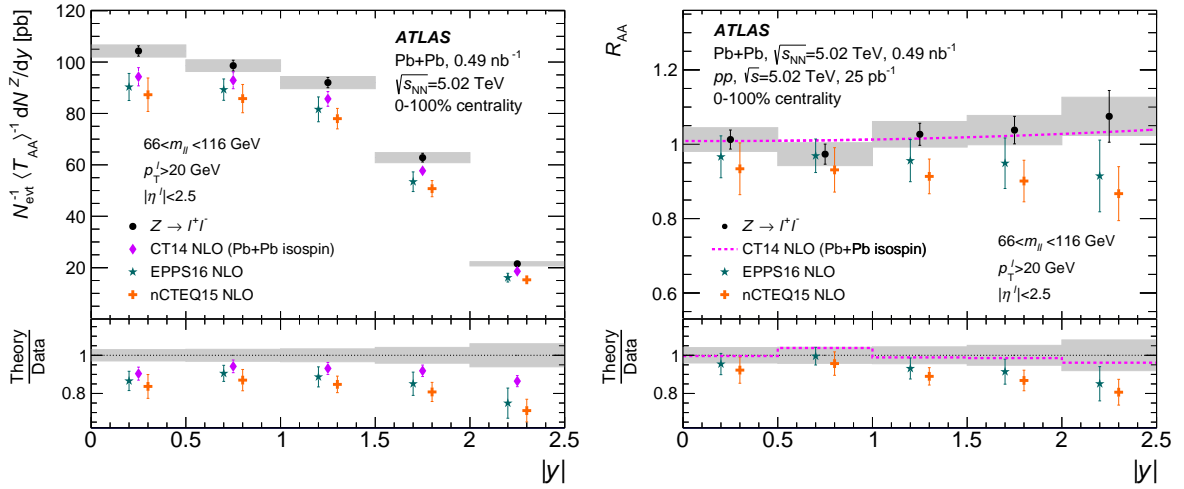 N_evt^-1 ⟨T_AA⟩^-1 dN^Z/dy [pb]
140
120
100
80
60
40
20
ATLAS
Pb+Pb, 0.49 nb^-1
√s_NN=5.02 TeV
0-100% centrality
66<m_ll<116 GeV
p_T^l>20 GeV
|η^l|<2.5
Z → l^+l^-
CT14 NLO (Pb+Pb isospin)
EPPS16 NLO
nCTEQ15 NLO
Theory
Data
1
0.8
0 0.5 1 1.5 2 2.5
|y|
R_AA
1.2
1
0.8
0.6
ATLAS
Pb+Pb, √s_NN=5.02 TeV, 0.49 nb^-1
pp, √s=5.02 TeV, 25 pb^-1
0-100% centrality
Z → l^+l^-
CT14 NLO (Pb+Pb isospin)
EPPS16 NLO
nCTEQ15 NLO
66<m_ll<116 GeV
p_T^l>20 GeV
|η^l|<2.5
Theory
Data
1
0.8
0 0.5 1 1.5 2 2.5
|y|